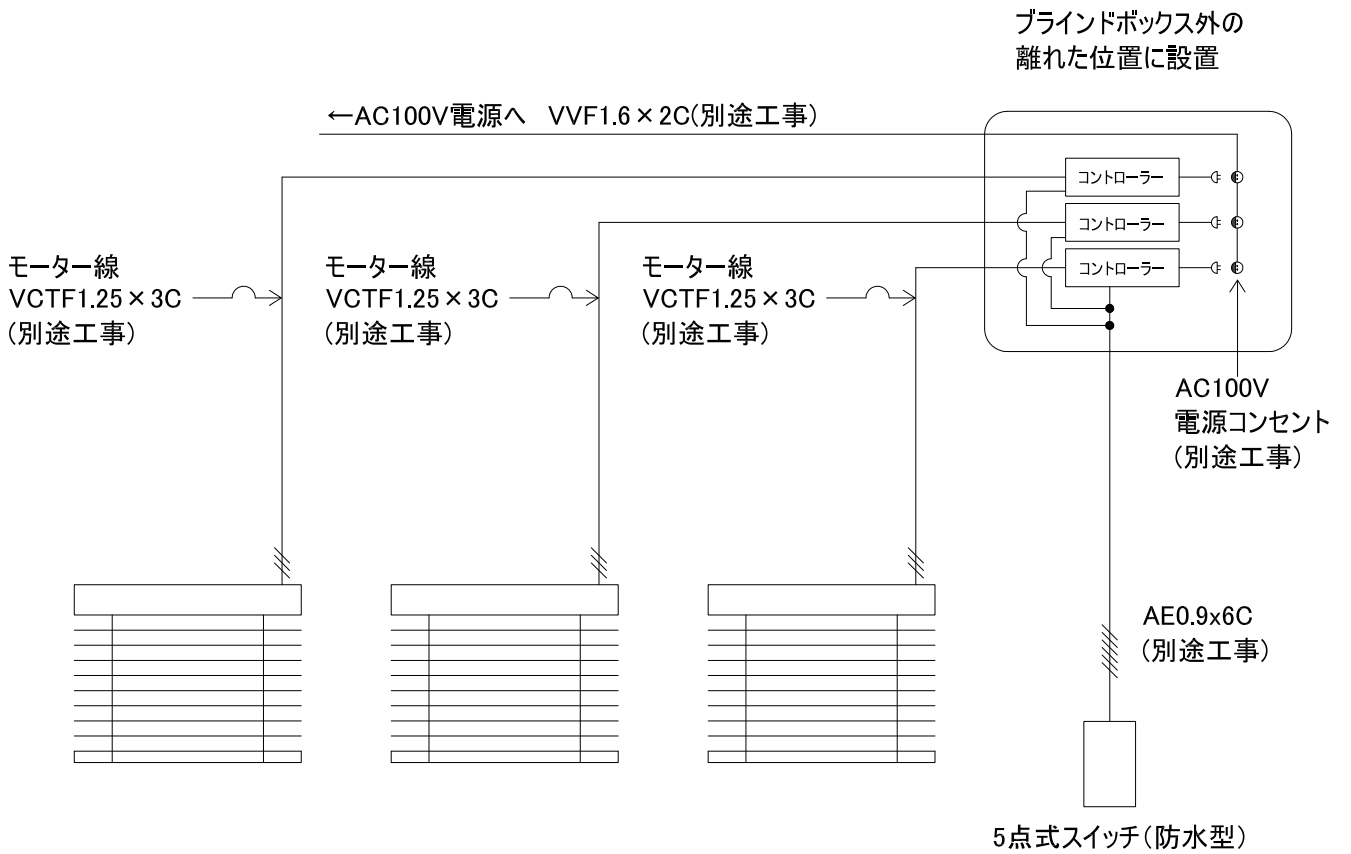 ブラインドボックス外の
離れた位置に設置
←AC100V電源へ VVF1.6×2C(別途工事)
コントローラー
コントローラー
コントローラー
モーター線
VCTF1.25×3C
(別途工事)
モーター線
VCTF1.25×3C
(別途工事)
モーター線
VCTF1.25×3C
(別途工事)
AC100V
電源コンセント
(別途工事)
AE0.9x6C
(別途工事)
5点式スイッチ(防水型)